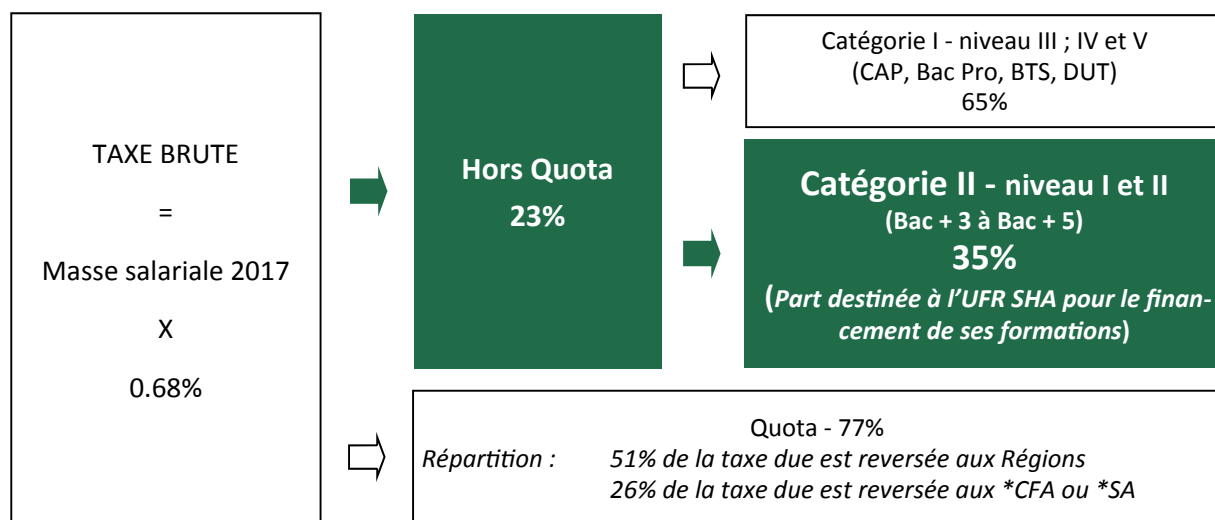 TAXE BRUTE
=
Masse salariale 2017
X
0.68%
Hors Quota
23%
Catégorie I - niveau III ; IV et V
(CAP, Bac Pro, BTS, DUT)
65%
Catégorie II - niveau I et II
(Bac + 3 à Bac + 5)
35%
(Part destinée à l’UFR SHA pour le finan-
cement de ses formations)
Quota - 77%
Répartition : 51% de la taxe due est reversée aux Régions
26% de la taxe due est reversée aux *CFA ou *SA